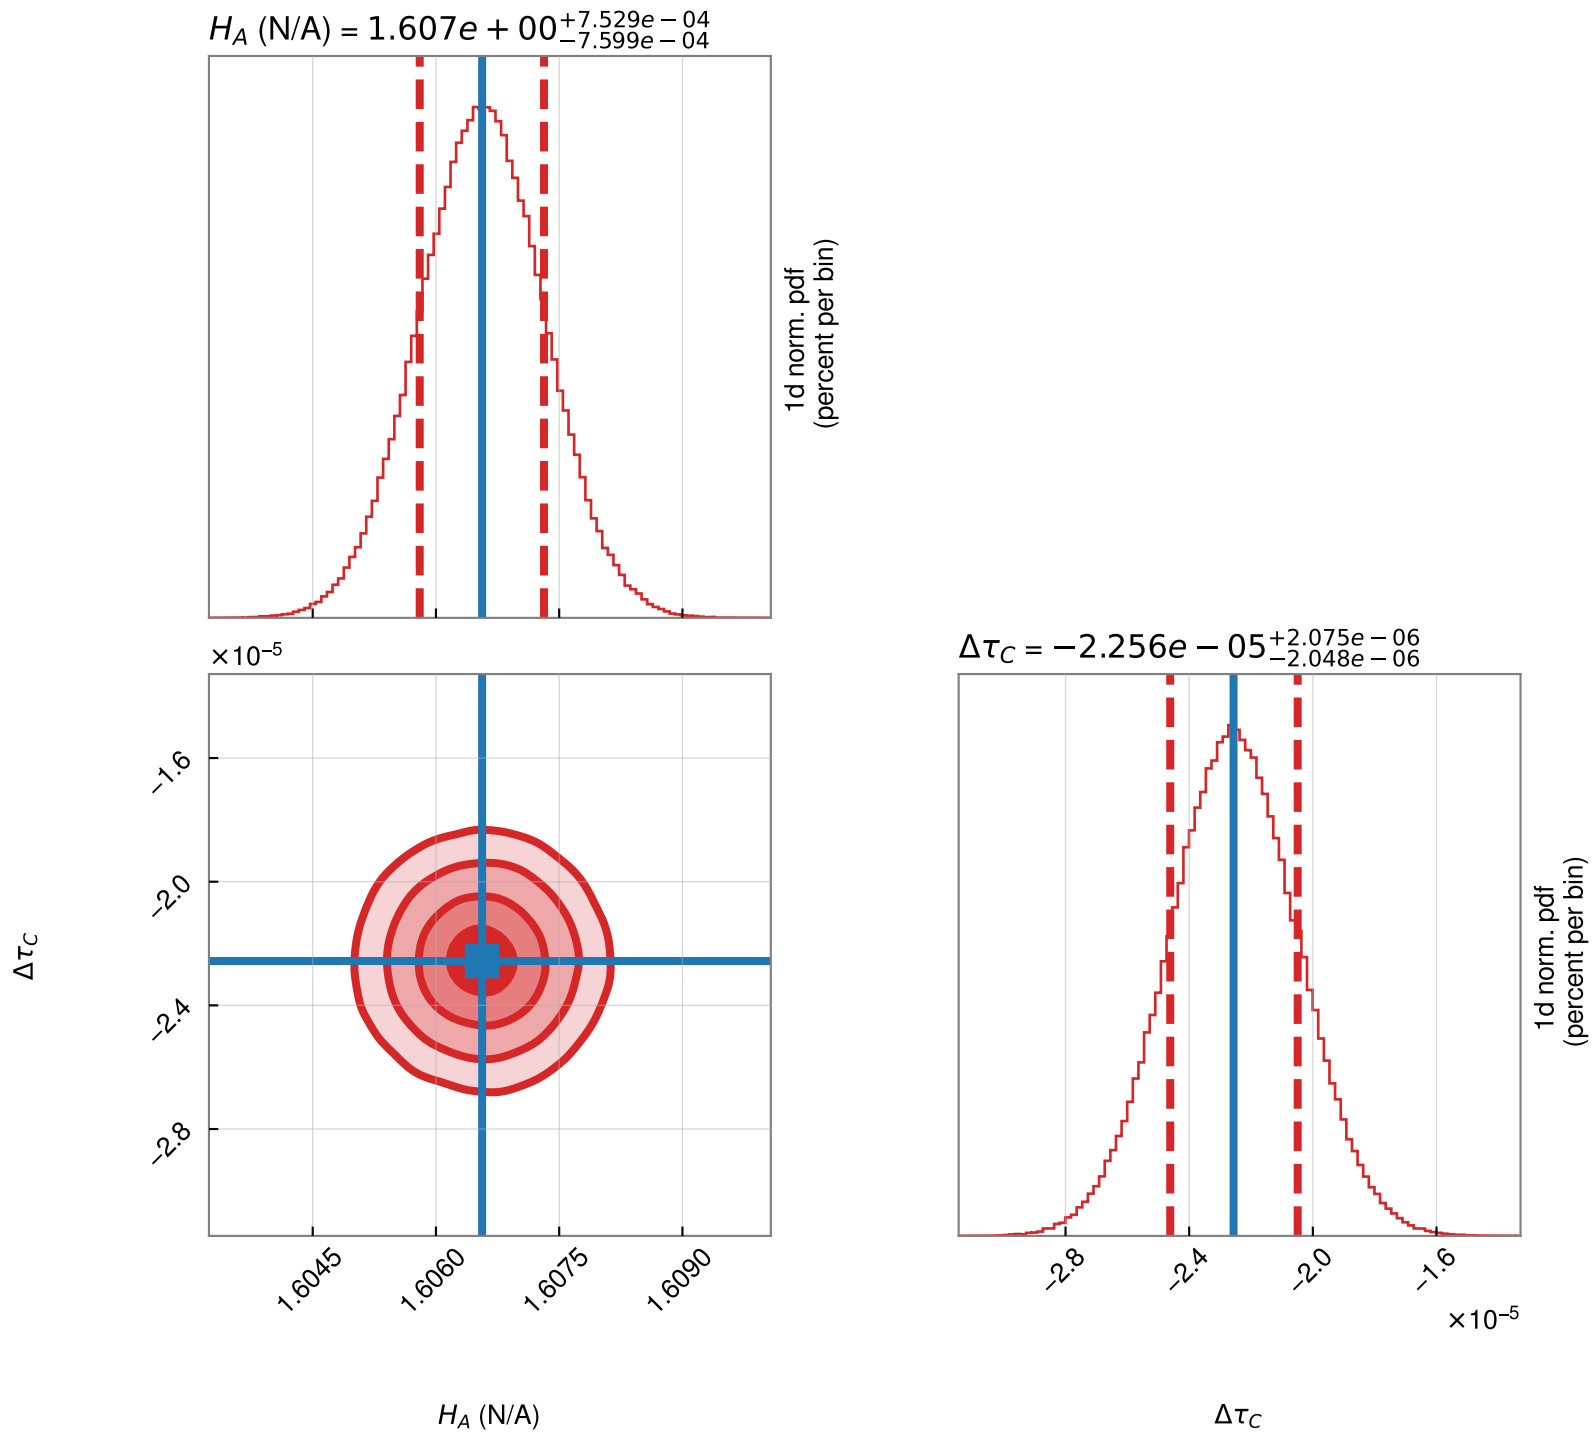 H_A (N/A) = 1.607e + 00 +7.529e − 04 −7.599e − 04
1d norm. pdf
(percent per bin)
×10⁻⁵
−1.6
−2.0
−2.4
−2.8
Δτ_C
1.6045 1.6060 1.6075 1.6090
H_A (N/A)
Δτ_C = −2.256e − 05 +2.075e − 06 −2.048e − 06
1d norm. pdf
(percent per bin)
−2.8 −2.4 −2.0 −1.6
×10⁻⁵
Δτ_C